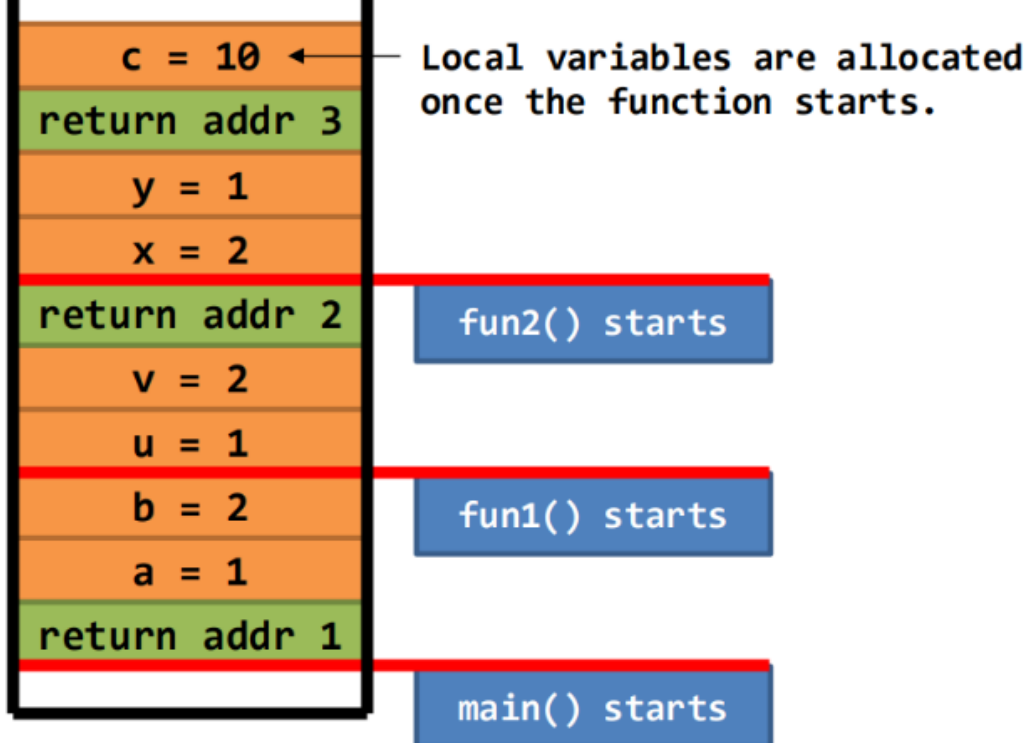 c = 10
Local variables are allocated
once the function starts.
return addr 3
y = 1
x = 2
return addr 2
fun2() starts
v = 2
u = 1
b = 2
fun1() starts
a = 1
return addr 1
main() starts